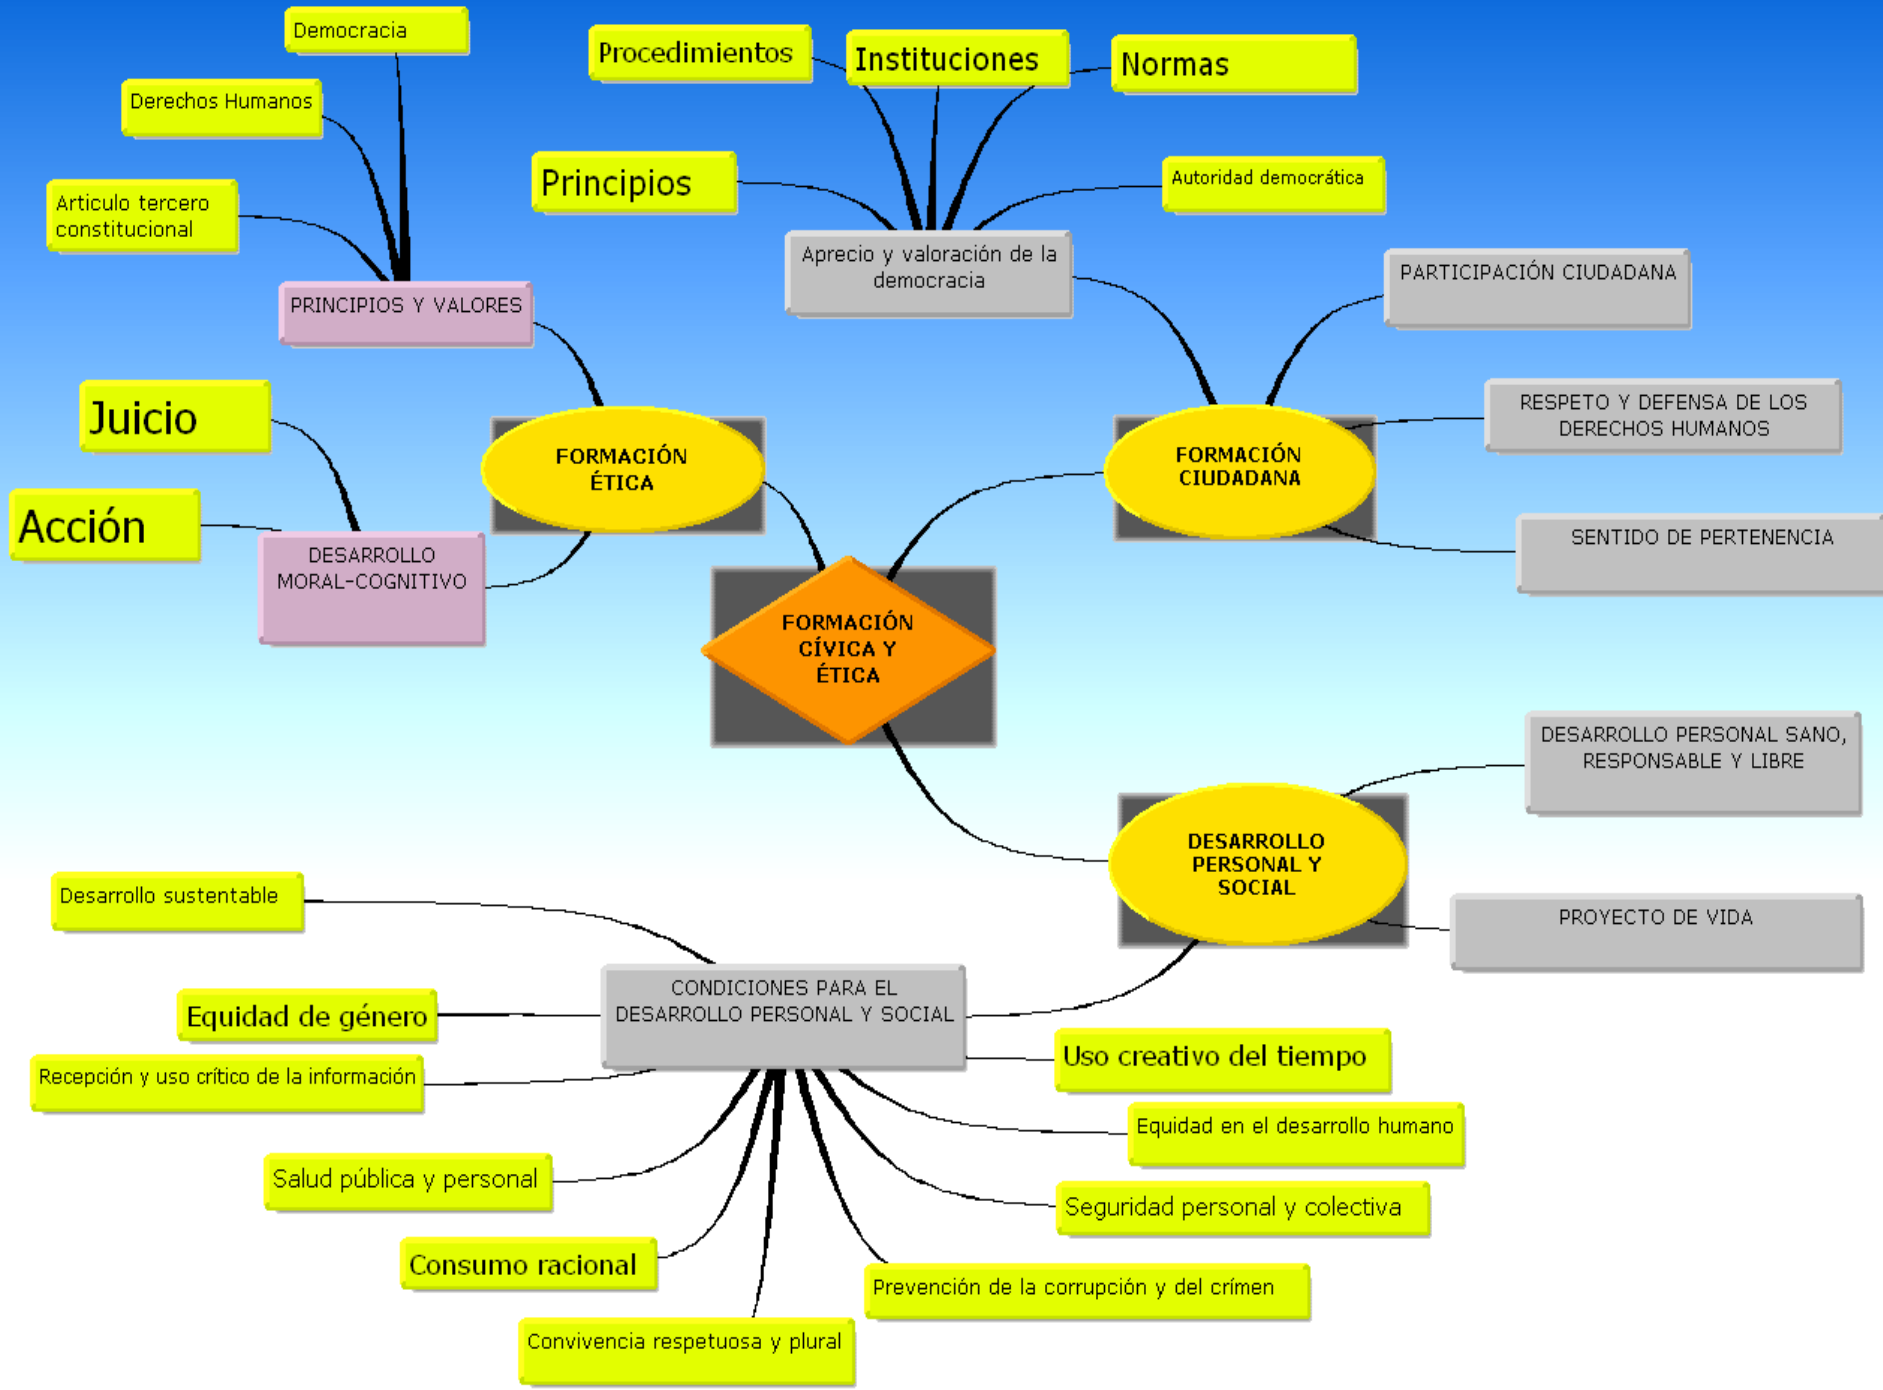 Democracia
Procedimientos
Instituciones
Normas
Derechos Humanos
Principios
Autoridad democrática
Articulo tercero
constitucional
Aprecio y valoración de la
democracia
PARTICIPACIÓN CIUDADANA
PRINCIPIOS Y VALORES
Juicio
RESPETO Y DEFENSA DE LOS
DERECHOS HUMANOS
FORMACIÓN
ÉTICA
FORMACIÓN
CIUDADANA
Acción
SENTIDO DE PERTENENCIA
DESARROLLO
MORAL-COGNITIVO
FORMACIÓN
CÍVICA Y
ÉTICA
DESARROLLO PERSONAL SANO,
RESPONSABLE Y LIBRE
DESARROLLO
PERSONAL Y
SOCIAL
Desarrollo sustentable
PROYECTO DE VIDA
CONDICIONES PARA EL
DESARROLLO PERSONAL Y SOCIAL
Equidad de género
Uso creativo del tiempo
Recepción y uso crítico de la información
Equidad en el desarrollo humano
Salud pública y personal
Seguridad personal y colectiva
Consumo racional
Prevención de la corrupción y del crímen
Convivencia respetuosa y plural